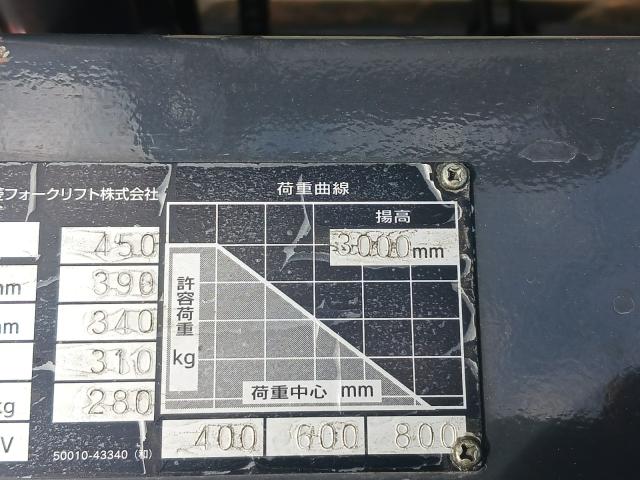 菱フォークリフト株式会社
荷重曲線
揚高
3000mm
450
mm 390
mm 340
310
kg 280
V
許容荷重
kg
荷重中心 mm
400 600 800
50010-43340 (和)